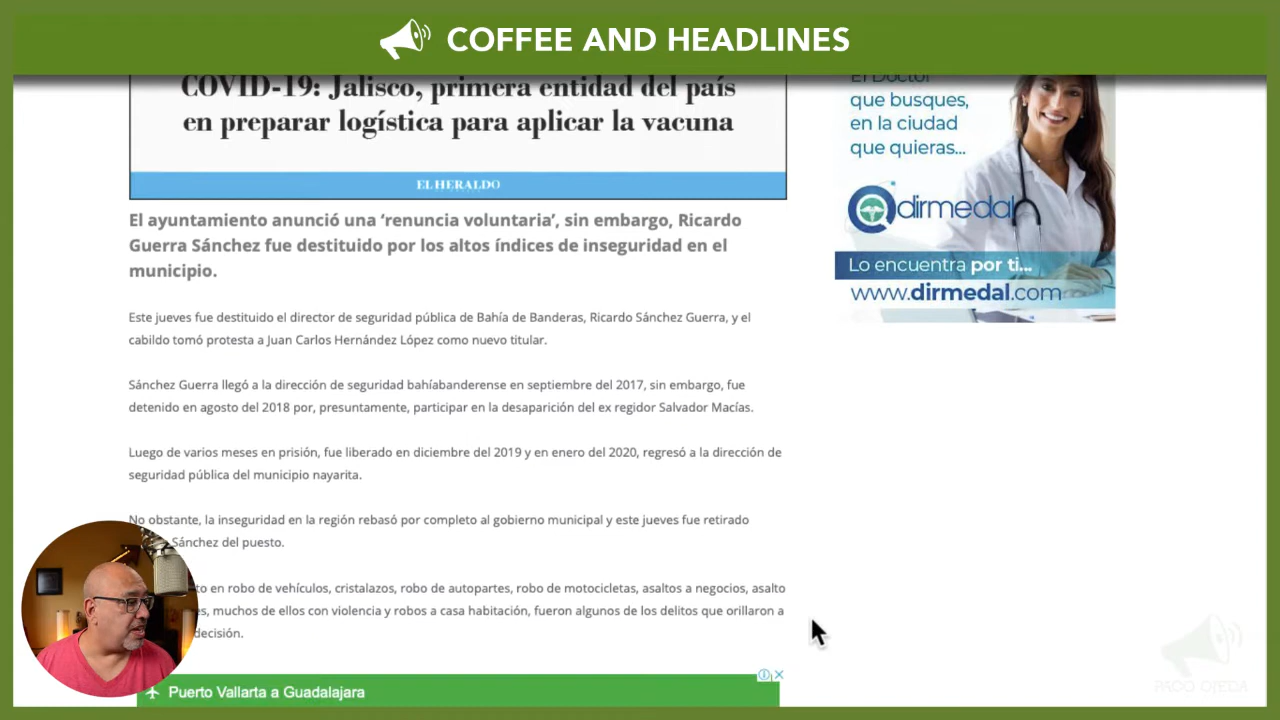 COFFEE AND HEADLINES
COVID-19: Jalisco, primera entidad del país
en preparar logística para aplicar la vacuna
EL HERALDO
El ayuntamiento anunció una ‘renuncia voluntaria’, sin embargo, Ricardo
Guerra Sánchez fue destituido por los altos índices de inseguridad en el
municipio.
Este jueves fue destituido el director de seguridad pública de Bahía de Banderas, Ricardo Sánchez Guerra, y el
cabildo tomó protesta a Juan Carlos Hernández López como nuevo titular.
Sánchez Guerra llegó a la dirección de seguridad bahíabanderense en septiembre del 2017, sin embargo, fue
detenido en agosto del 2018 por, presuntamente, participar en la desaparición del ex regidor Salvador Macías.
Luego de varios meses en prisión, fue liberado en diciembre del 2019 y en enero del 2020, regresó a la dirección de
seguridad pública del municipio nayarita.
No obstante, la inseguridad en la región rebasó por completo al gobierno municipal y este jueves fue retirado
Sánchez del puesto.
to en robo de vehículos, cristalazos, robo de autopartes, robo de motocicletas, asaltos a negocios, asalto
es, muchos de ellos con violencia y robos a casa habitación, fueron algunos de los delitos que orillaron a
decisión.
Puerto Vallarta a Guadalajara
El Doctor
que busques,
en la ciudad
que quieras...
dirmedal
Lo encuentra por ti...
www.dirmedal.com
PACO OJEDA